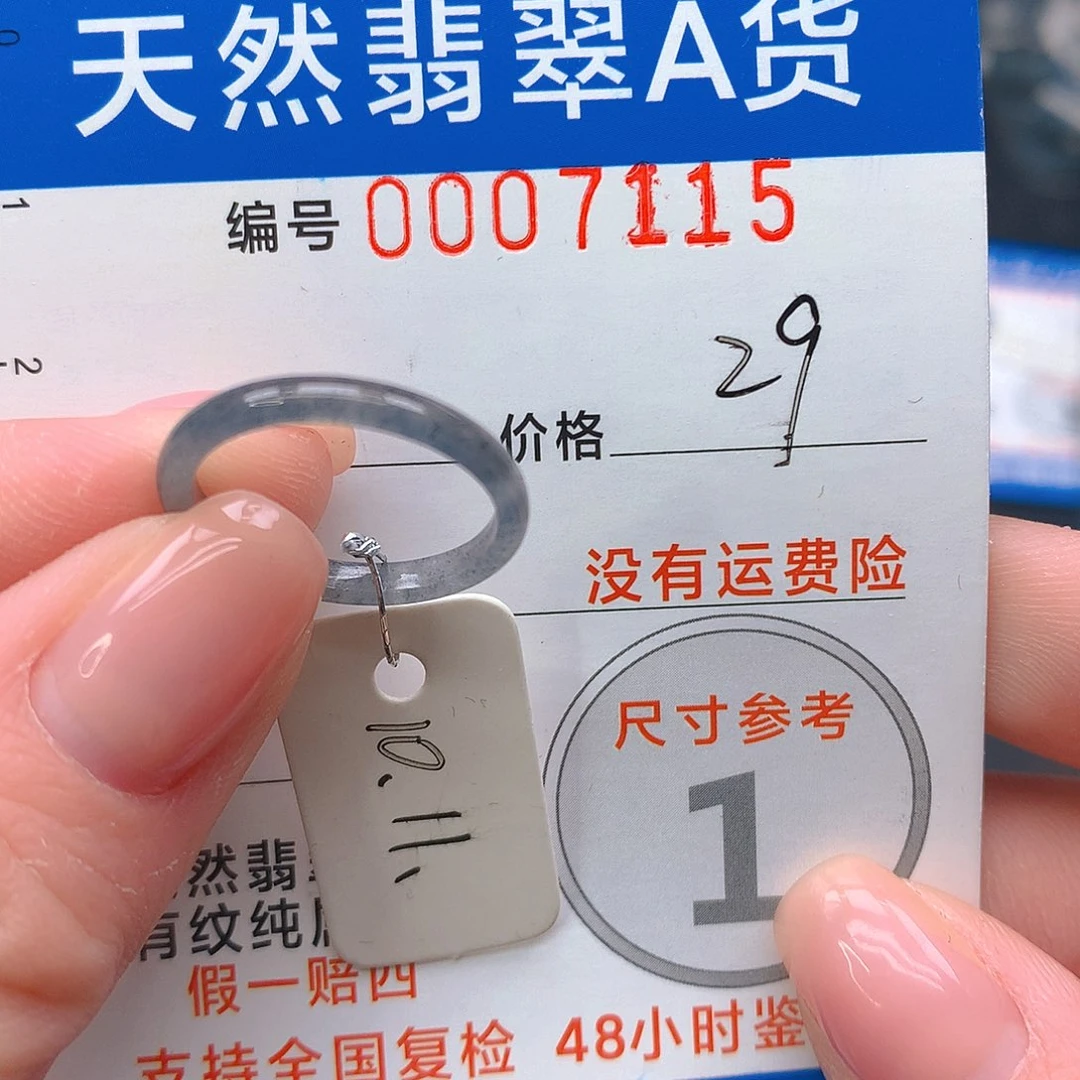 天然翡翠A货
编号 0007115
价格 29
没有运费险
尺寸参考
1
10.11.
然翡
有纹纯
假一赔四
支持全国复检 48小时鉴